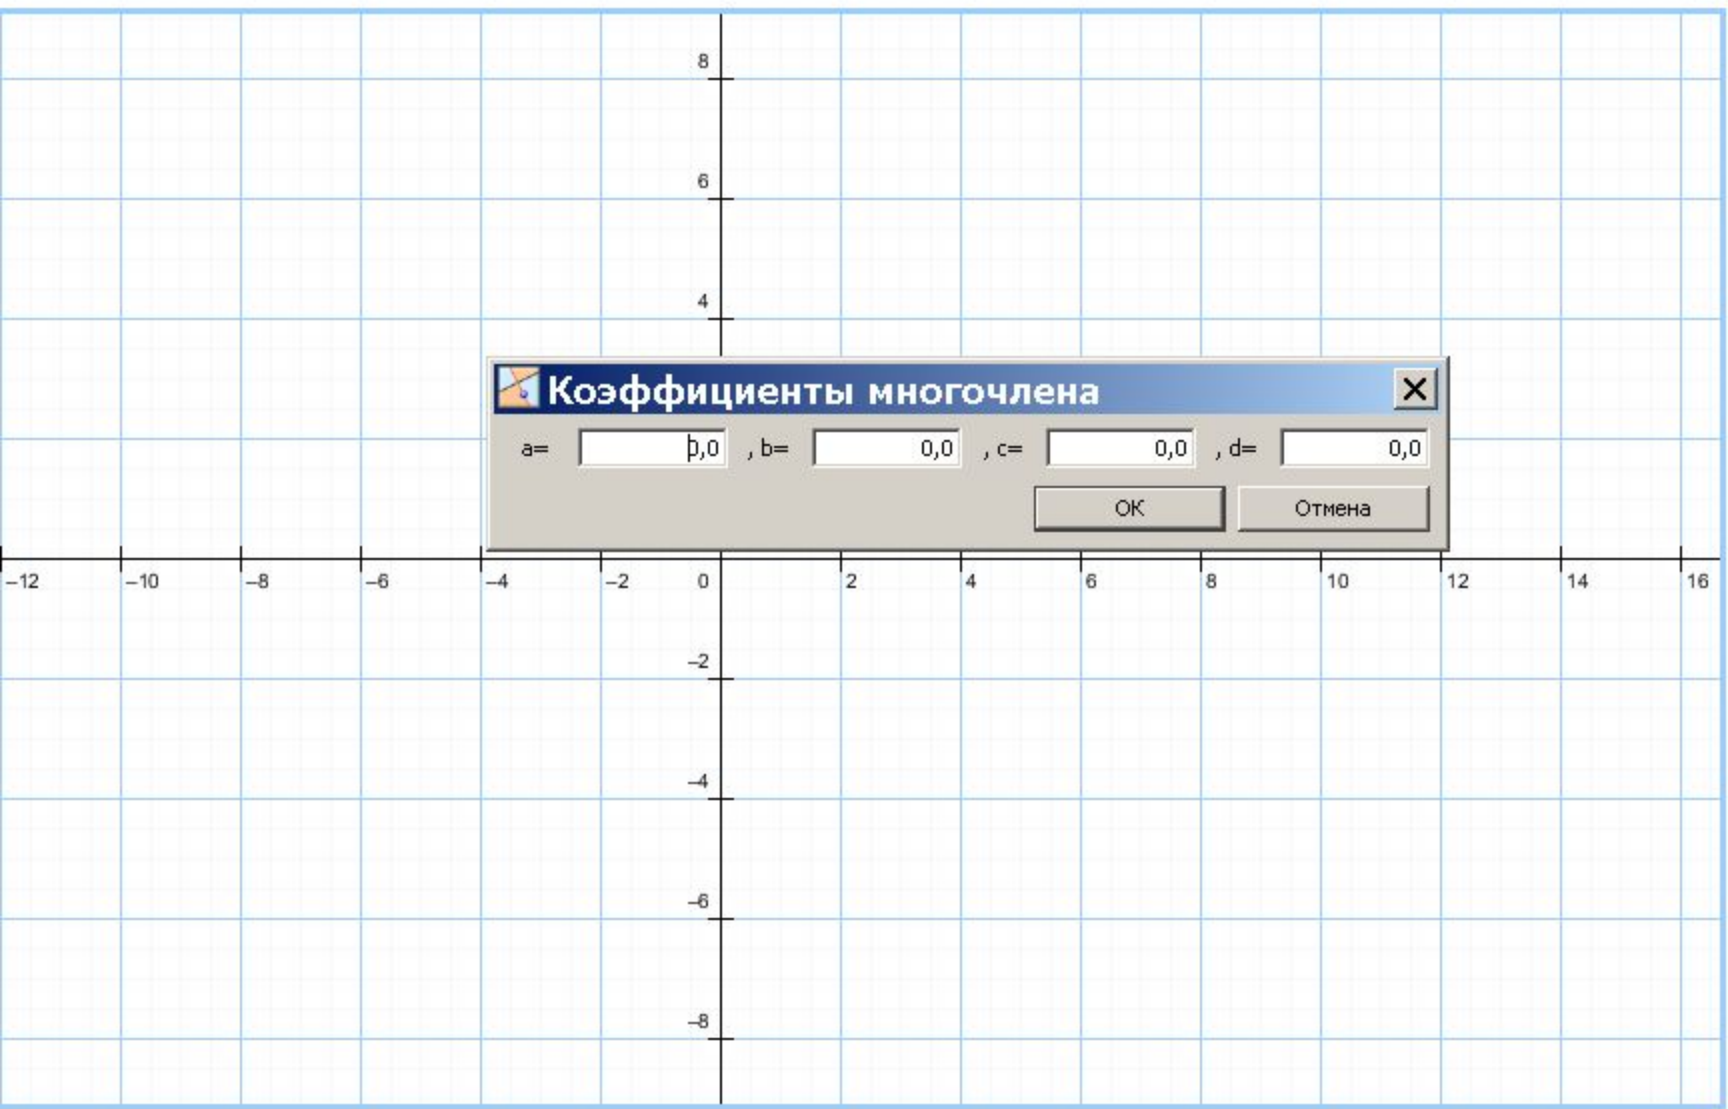 8
6
4
Коэффициенты многочлена
a= 0,0 , b= 0,0 , c= 0,0 , d= 0,0
ОК Отмена
–12 –10 –8 –6 –4 –2 0 2 4 6 8 10 12 14 16
–2
–4
–6
–8